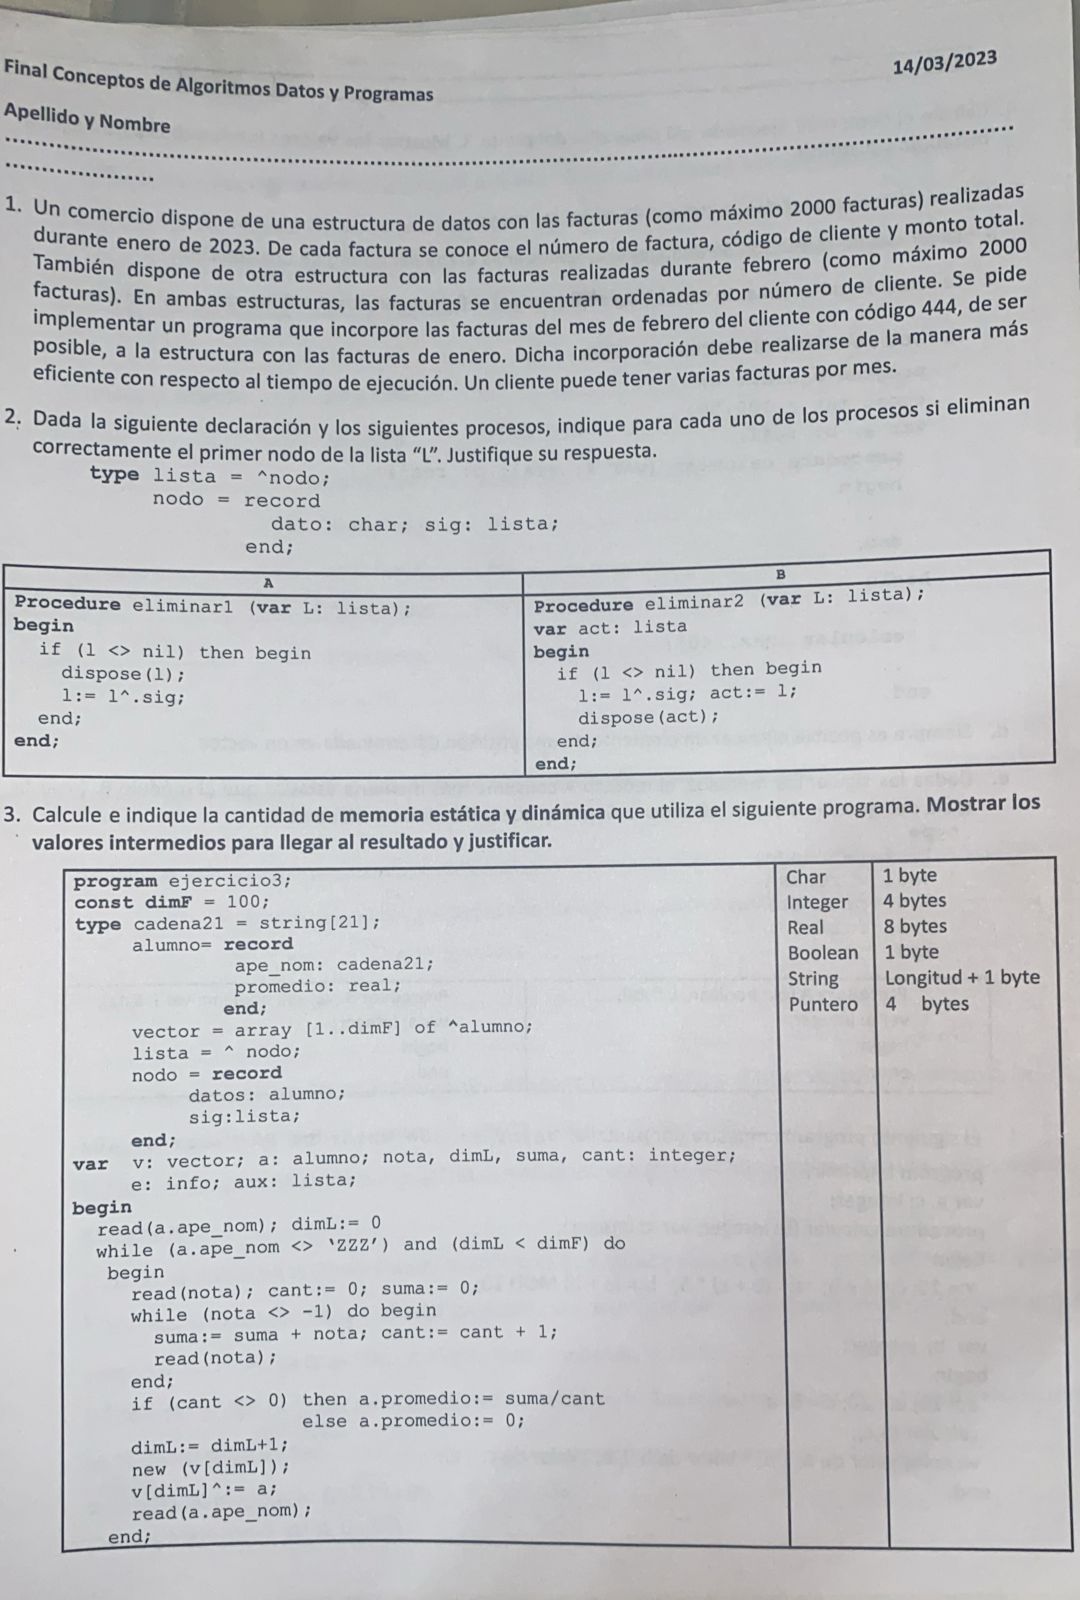 14/03/2023
Final Conceptos de Algoritmos Datos y Programas
Apellido y Nombre
1. Un comercio dispone de una estructura de datos con las facturas (como máximo 2000 facturas) realizadas
durante enero de 2023. De cada factura se conoce el número de factura, código de cliente y monto total.
También dispone de otra estructura con las facturas realizadas durante febrero (como máximo 2000
facturas). En ambas estructuras, las facturas se encuentran ordenadas por número de cliente. Se pide
implementar un programa que incorpore las facturas del mes de febrero del cliente con código 444, de ser
posible, a la estructura con las facturas de enero. Dicha incorporación debe realizarse de la manera más
eficiente con respecto al tiempo de ejecución. Un cliente puede tener varias facturas por mes.
2. Dada la siguiente declaración y los siguientes procesos, indique para cada uno de los procesos si eliminan
correctamente el primer nodo de la lista “L”. Justifique su respuesta.
type lista = ^nodo;
nodo = record
dato: char; sig: lista;
end;
A
Procedure eliminar1 (var L: lista);
begin
if (l <> nil) then begin
dispose(l);
l:= l^.sig;
end;
end;
B
Procedure eliminar2 (var L: lista);
var act: lista
begin
if (l <> nil) then begin
l:= l^.sig; act:= l;
dispose(act);
end;
end;
3. Calcule e indique la cantidad de memoria estática y dinámica que utiliza el siguiente programa. Mostrar los
valores intermedios para llegar al resultado y justificar.
program ejercicio3;
const dimF = 100;
type cadena21 = string[21];
alumno= record
ape_nom: cadena21;
promedio: real;
end;
vector = array [1..dimF] of ^alumno;
lista = ^ nodo;
nodo = record
datos: alumno;
sig:lista;
end;
var v: vector; a: alumno; nota, dimL, suma, cant: integer;
e: info; aux: lista;
begin
read(a.ape_nom); dimL:= 0
while (a.ape_nom <> ‘ZZZ’) and (dimL < dimF) do
begin
read(nota); cant:= 0; suma:= 0;
while (nota <> -1) do begin
suma:= suma + nota; cant:= cant + 1;
read(nota);
end;
if (cant <> 0) then a.promedio:= suma/cant
else a.promedio:= 0;
dimL:= dimL+1;
new (v[dimL]);
v[dimL]^:= a;
read(a.ape_nom);
end;
Char 1 byte
Integer 4 bytes
Real 8 bytes
Boolean 1 byte
String Longitud + 1 byte
Puntero 4 bytes